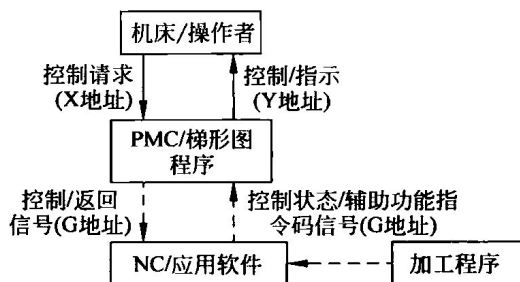 机床/操作者
控制请求
(X地址)
控制/指示
(Y地址)
PMC/梯形图
程序
控制/返回
信号(G地址)
控制状态/辅助功能指
令码信号(G地址)
NC/应用软件
加工程序